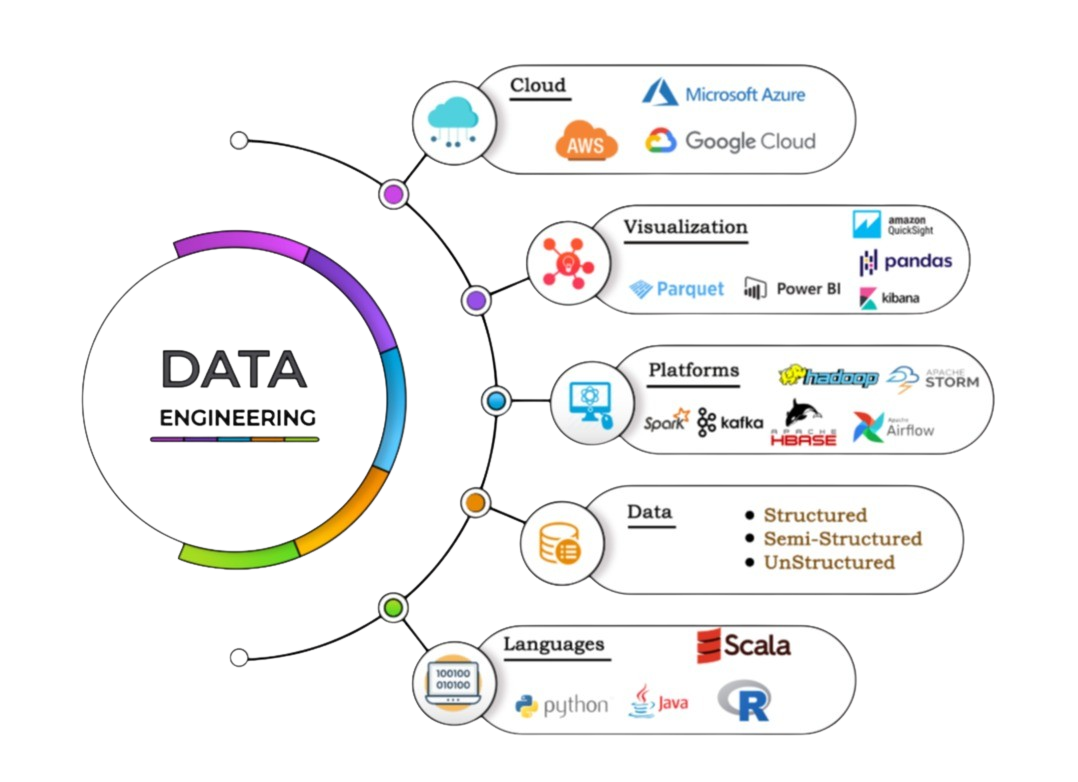 DATA
ENGINEERING
Cloud
Microsoft Azure
AWS
Google Cloud
Visualization
amazon
QuickSight
pandas
Parquet
Power BI
kibana
Platforms
hadoop
APACHE
STORM
Spark
kafka
APACHE
HBASE
Apache
Airflow
Data
Structured
Semi-Structured
UnStructured
Languages
Scala
100100
010100
python
Java
R